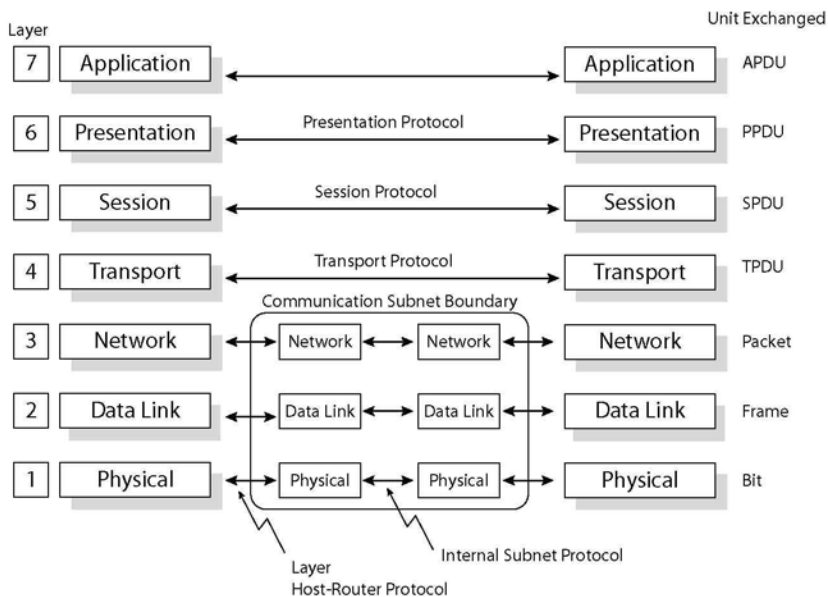 Unit Exchanged
Layer
7 Application Application APDU
6 Presentation Presentation Protocol Presentation PPDU
5 Session Session Protocol Session SPDU
4 Transport Transport Protocol Transport TPDU
Communication Subnet Boundary
3 Network Network Network Network Packet
2 Data Link Data Link Data Link Data Link Frame
1 Physical Physical Physical Physical Bit
Internal Subnet Protocol
Layer
Host-Router Protocol